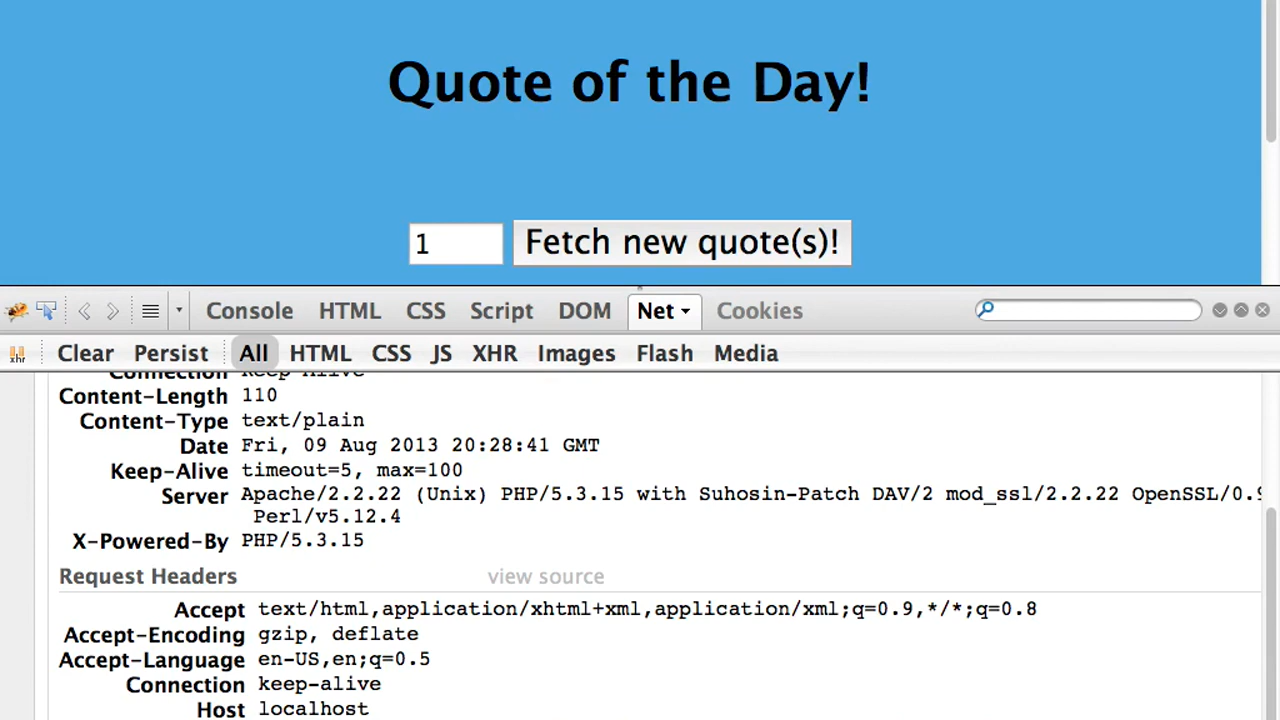 Quote of the Day!
1 Fetch new quote(s)!
Console HTML CSS Script DOM Net Cookies
xhr Clear Persist All HTML CSS JS XHR Images Flash Media
Connection Keep-Alive
Content-Length 110
Content-Type text/plain
Date Fri, 09 Aug 2013 20:28:41 GMT
Keep-Alive timeout=5, max=100
Server Apache/2.2.22 (Unix) PHP/5.3.15 with Suhosin-Patch DAV/2 mod_ssl/2.2.22 OpenSSL/0.9
Perl/v5.12.4
X-Powered-By PHP/5.3.15
Request Headers view source
Accept text/html,application/xhtml+xml,application/xml;q=0.9,*/*;q=0.8
Accept-Encoding gzip, deflate
Accept-Language en-US,en;q=0.5
Connection keep-alive
Host localhost